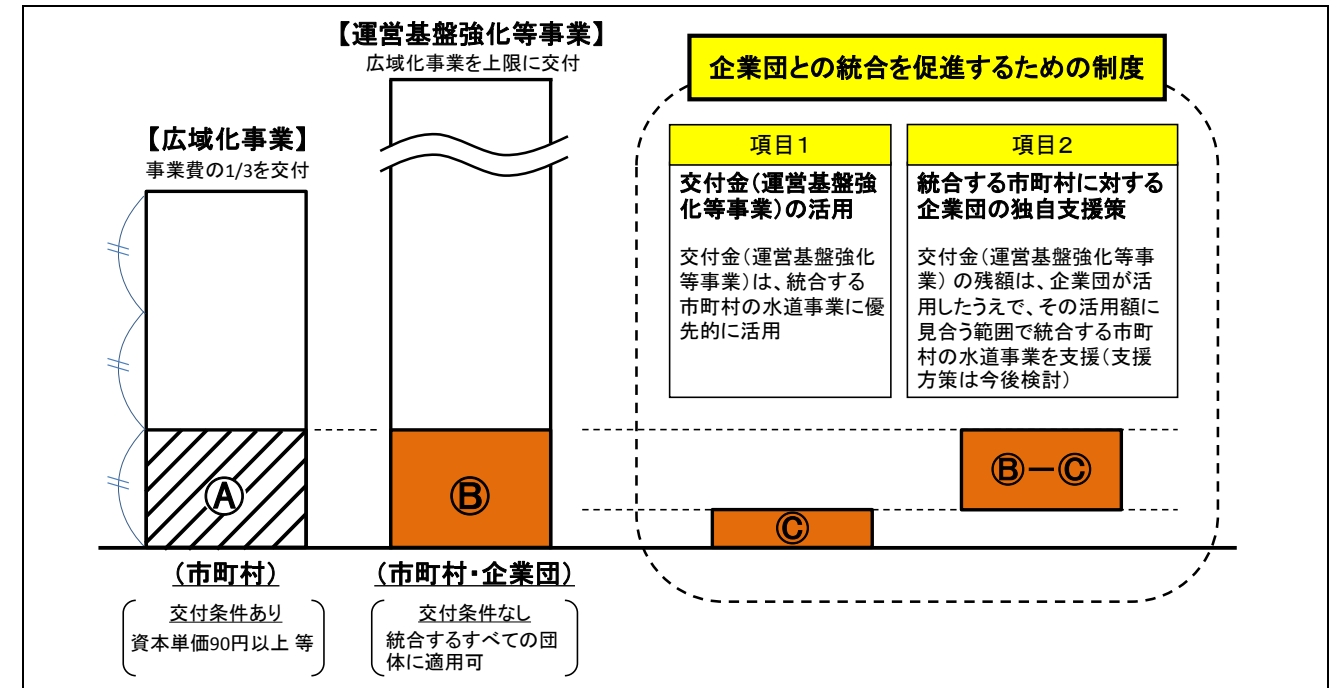 【運営基盤強化等事業】
広域化事業を上限に交付
【広域化事業】
事業費の1/3を交付
企業団との統合を促進するための制度
項目1
交付金(運営基盤強
化等事業)の活用
交付金(運営基盤強化
等事業)は、統合する
市町村の水道事業に優
先的に活用
項目2
統合する市町村に対する
企業団の独自支援策
交付金(運営基盤強化等事
業)の残額は、企業団が活
用したうえで、その活用額に
見合う範囲で統合する市町
村の水道事業を支援(支援
方策は今後検討)
Ⓐ
Ⓑ
Ⓒ
Ⓑ-Ⓒ
(市町村)
交付条件あり
資本単価90円以上 等
(市町村・企業団)
交付条件なし
統合するすべての団
体に適用可